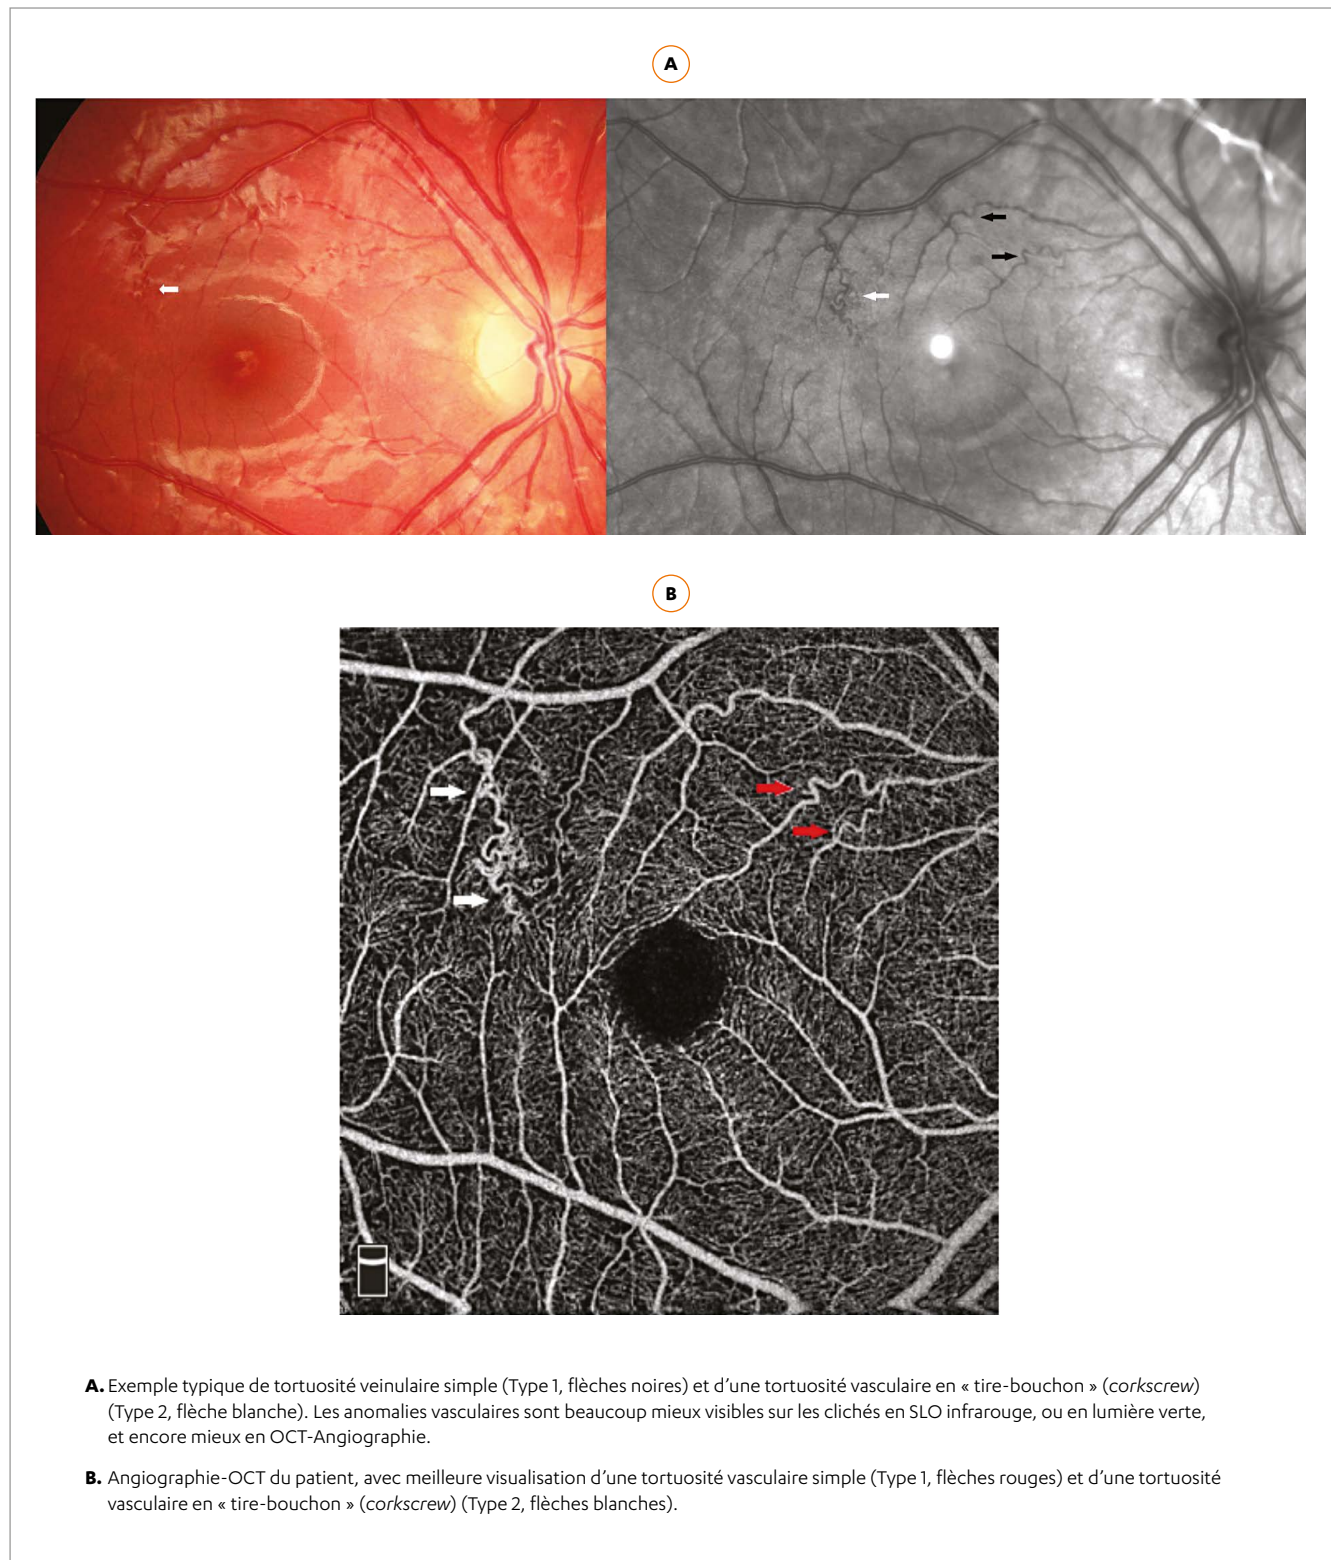 A
B
A. Exemple typique de tortuosité veinulaire simple (Type 1, flèches noires) et d’une tortuosité vasculaire en « tire-bouchon » (corkscrew)
(Type 2, flèche blanche). Les anomalies vasculaires sont beaucoup mieux visibles sur les clichés en SLO infrarouge, ou en lumière verte,
et encore mieux en OCT-Angiographie.
B. Angiographie-OCT du patient, avec meilleure visualisation d’une tortuosité vasculaire simple (Type 1, flèches rouges) et d’une tortuosité
vasculaire en « tire-bouchon » (corkscrew) (Type 2, flèches blanches).